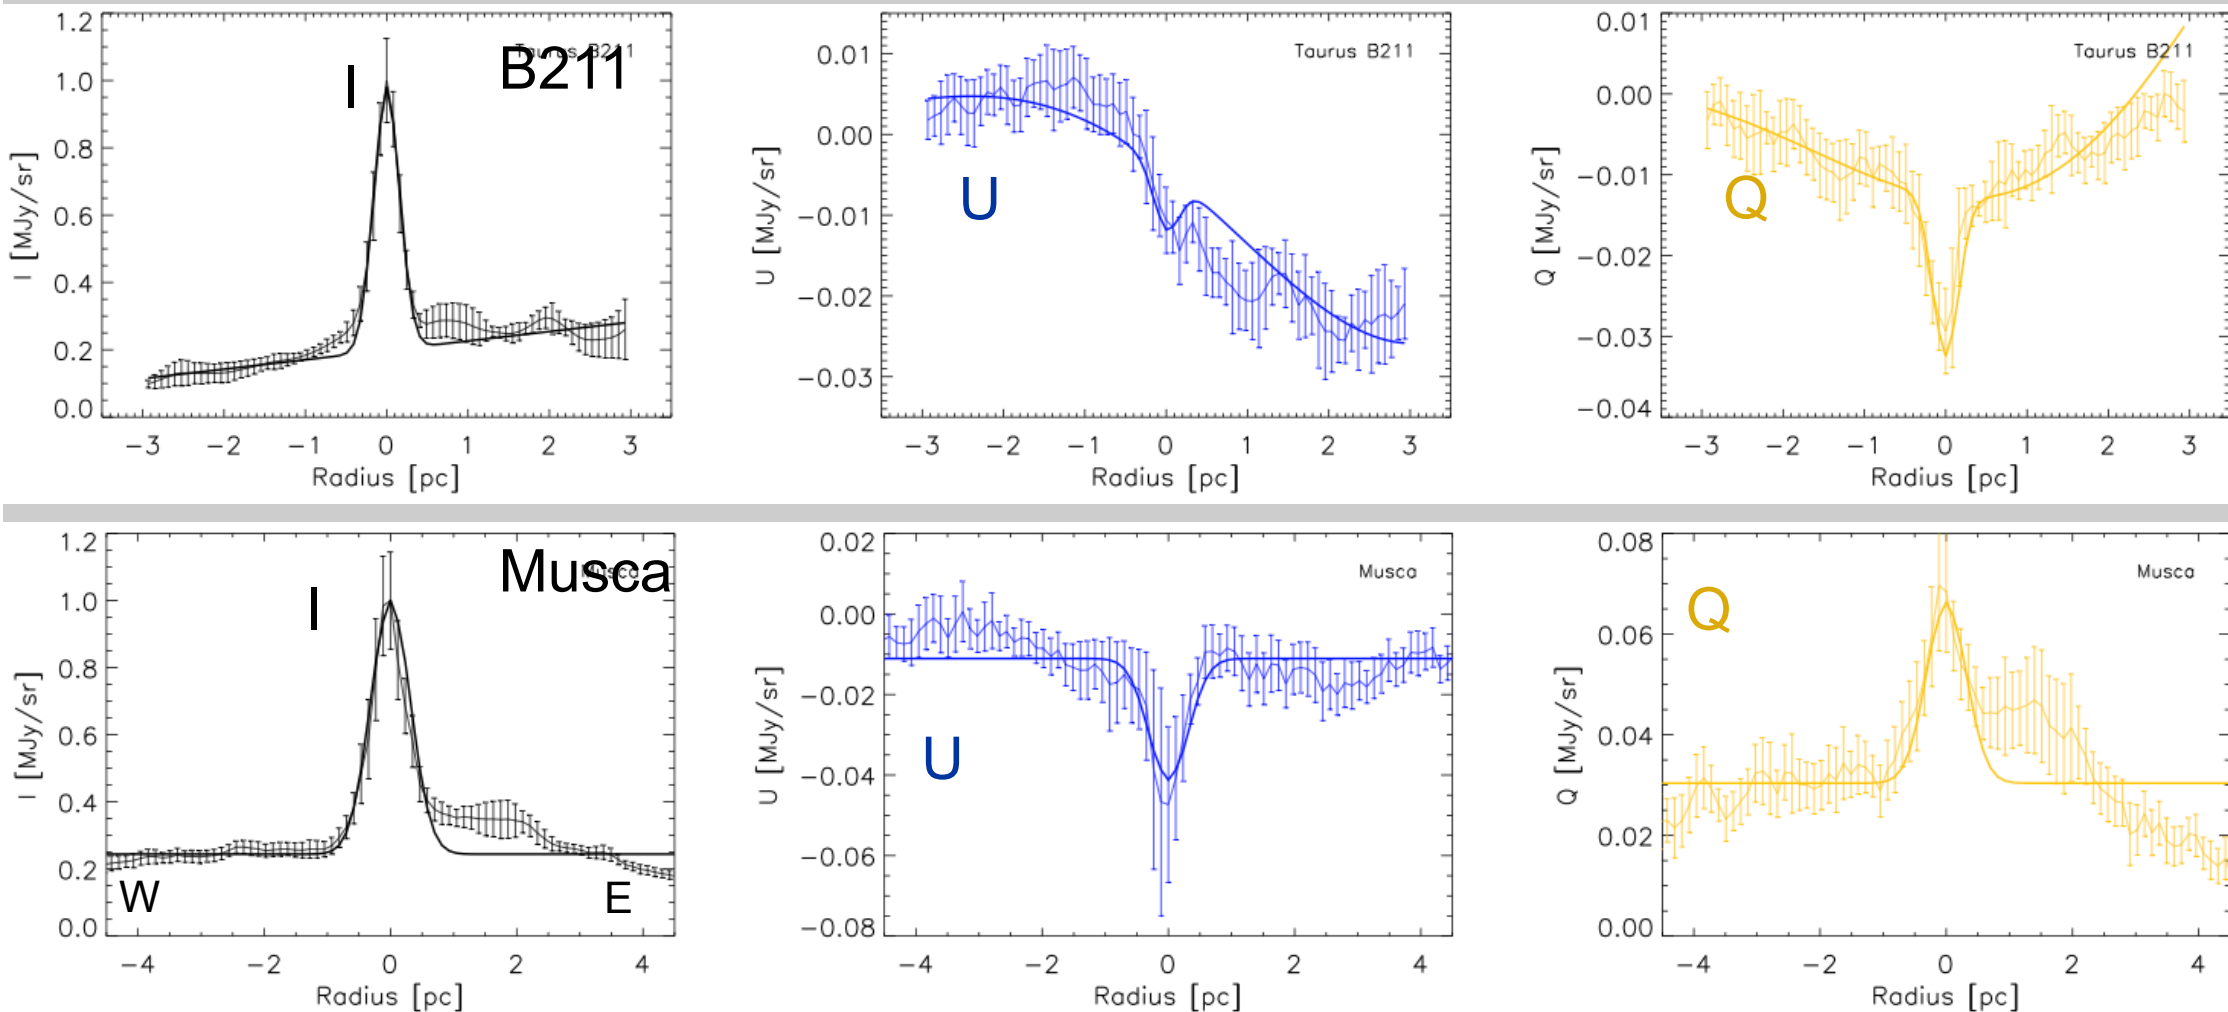 1.2
1.0
0.8
0.6
0.4
0.2
0.0
I [MJy/sr]
I
Taurus B211
B211
−3 −2 −1 0 1 2 3
Radius [pc]
0.01
0.00
−0.01
−0.02
−0.03
U [MJy/sr]
Taurus B211
U
−3 −2 −1 0 1 2 3
Radius [pc]
0.01
0.00
−0.01
−0.02
−0.03
−0.04
Q [MJy/sr]
Taurus B211
Q
−3 −2 −1 0 1 2 3
Radius [pc]
1.2
1.0
0.8
0.6
0.4
0.2
0.0
I [MJy/sr]
I
Musca
Musca
W E
−4 −2 0 2 4
Radius [pc]
0.02
0.00
−0.02
−0.04
−0.06
−0.08
U [MJy/sr]
Musca
U
−4 −2 0 2 4
Radius [pc]
0.08
0.06
0.04
0.02
0.00
Q [MJy/sr]
Musca
Q
−4 −2 0 2 4
Radius [pc]